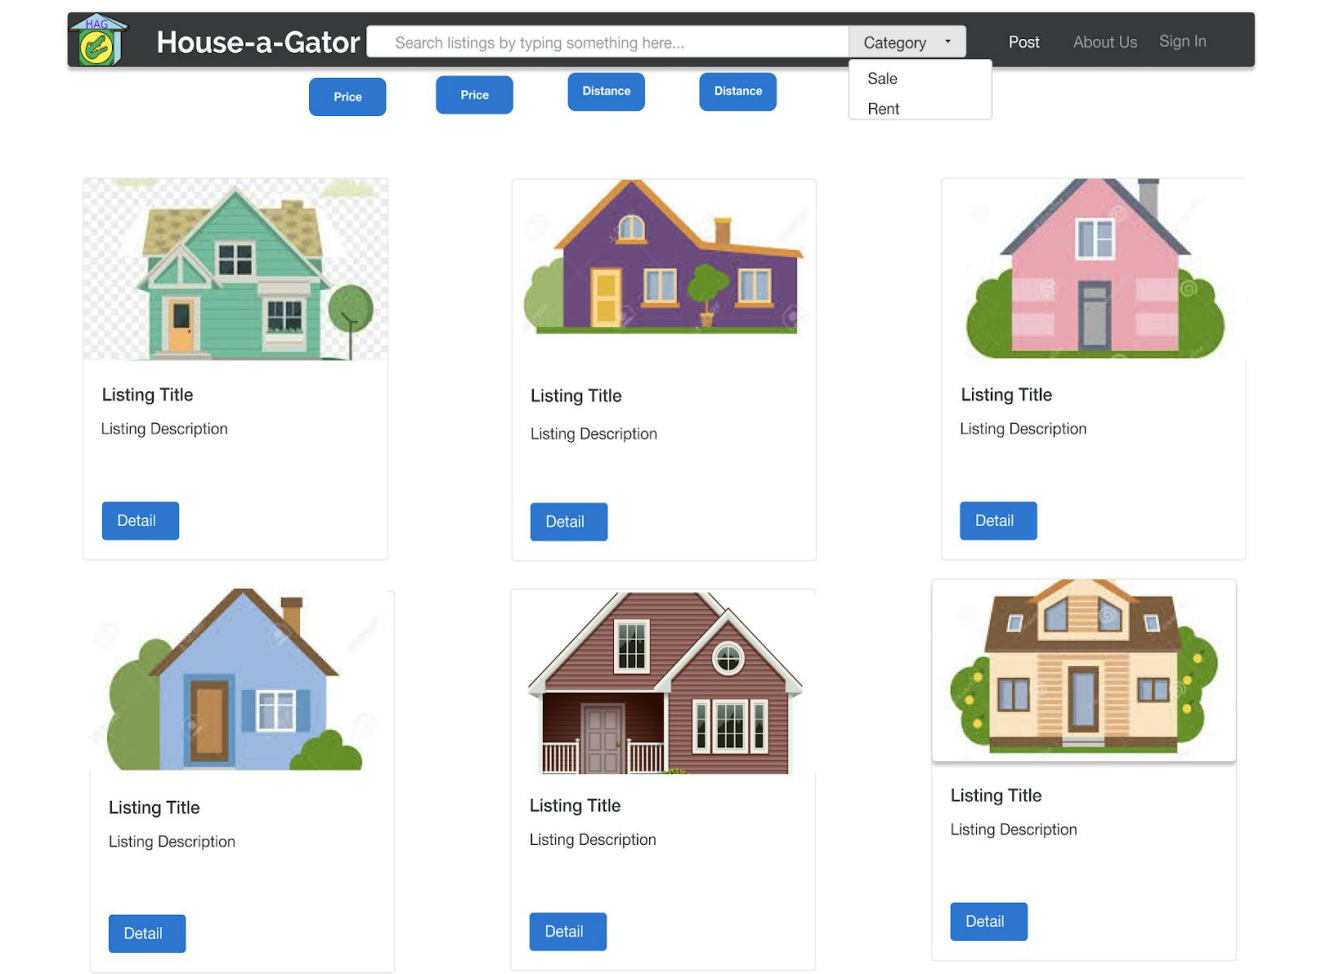 HAG
House-a-Gator
Search listings by typing something here...
Category
Post
About Us
Sign In
Sale
Rent
Price
Price
Distance
Distance
Listing Title
Listing Description
Detail
Listing Title
Listing Description
Detail
Listing Title
Listing Description
Detail
Listing Title
Listing Description
Detail
Listing Title
Listing Description
Detail
Listing Title
Listing Description
Detail